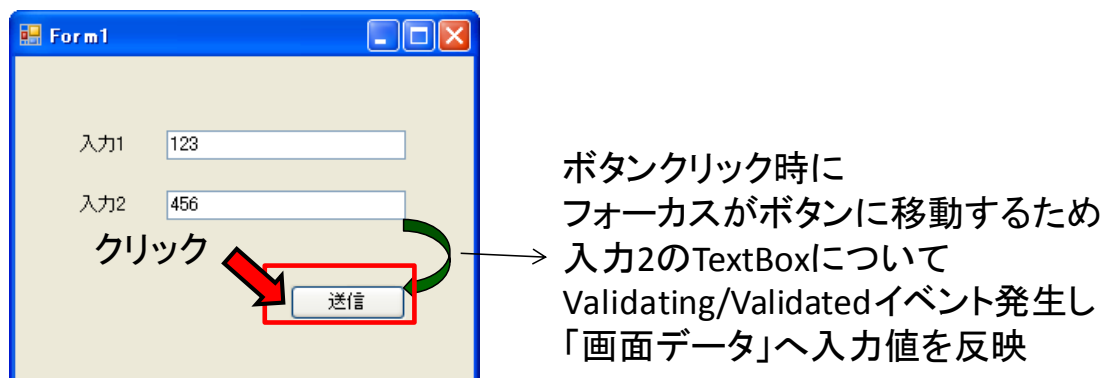 Form1
入力1 123
入力2 456
クリック
送信
ボタンクリック時に
フォーカスがボタンに移動するため
入力2のTextBoxについて
Validating/Validatedイベント発生し
「画面データ」へ入力値を反映